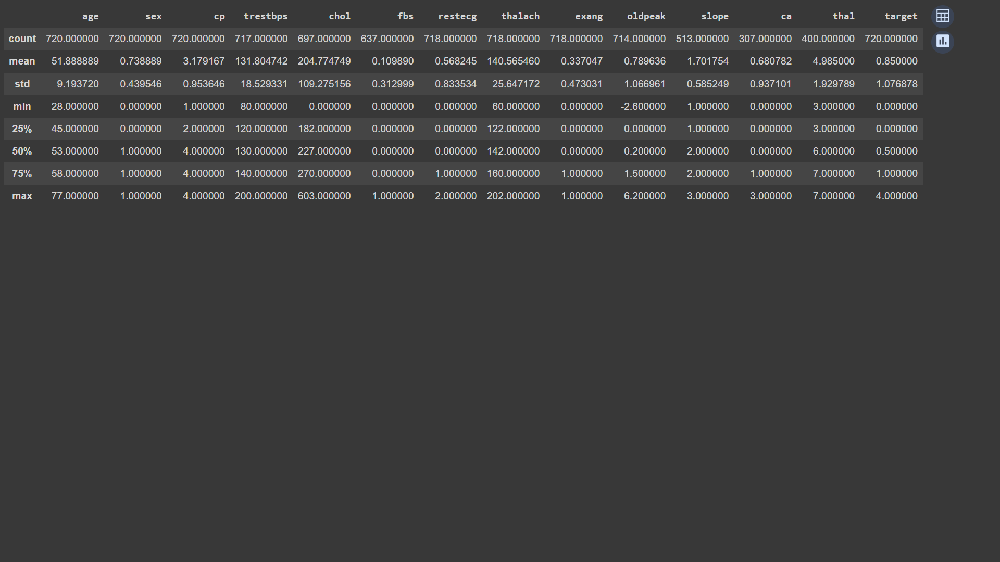 age sex cp trestbps chol fbs restecg thalach exang oldpeak slope ca thal target
count 720.000000 720.000000 720.000000 717.000000 697.000000 637.000000 718.000000 718.000000 718.000000 714.000000 513.000000 307.000000 400.000000 720.000000
mean 51.888889 0.738889 3.179167 131.804742 204.774749 0.109890 0.568245 140.565460 0.337047 0.789636 1.701754 0.680782 4.985000 0.850000
std 9.193720 0.439546 0.953646 18.529331 109.275156 0.312999 0.833534 25.647172 0.473031 1.066961 0.585249 0.937101 1.929789 1.076878
min 28.000000 0.000000 1.000000 80.000000 0.000000 0.000000 0.000000 60.000000 0.000000 -2.600000 1.000000 0.000000 3.000000 0.000000
25% 45.000000 0.000000 2.000000 120.000000 182.000000 0.000000 0.000000 122.000000 0.000000 0.000000 1.000000 0.000000 3.000000 0.000000
50% 53.000000 1.000000 4.000000 130.000000 227.000000 0.000000 0.000000 142.000000 0.000000 0.200000 2.000000 0.000000 6.000000 0.500000
75% 58.000000 1.000000 4.000000 140.000000 270.000000 0.000000 1.000000 160.000000 1.000000 1.500000 2.000000 1.000000 7.000000 1.000000
max 77.000000 1.000000 4.000000 200.000000 603.000000 1.000000 2.000000 202.000000 1.000000 6.200000 3.000000 3.000000 7.000000 4.000000